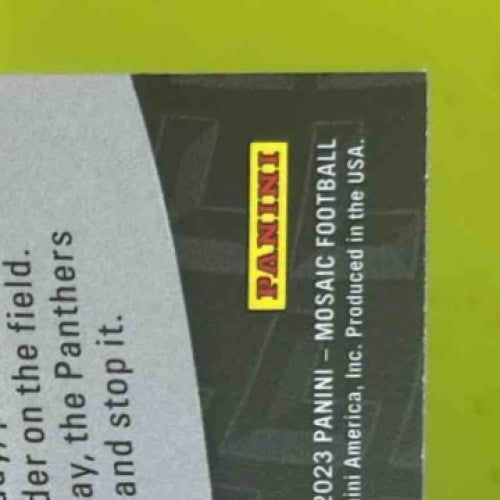 der on the field.
ay, the Panthers
and stop it.
PANINI
2023 PANINI – MOSAIC FOOTBALL
ini America, Inc. Produced in the USA.